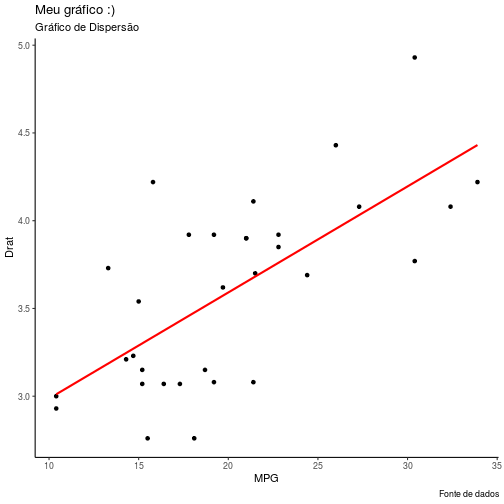 Meu gráfico :)
Gráfico de Dispersão
5.0
4.5
4.0
3.5
3.0
Drat
10 15 20 25 30 35
MPG
Fonte de dados